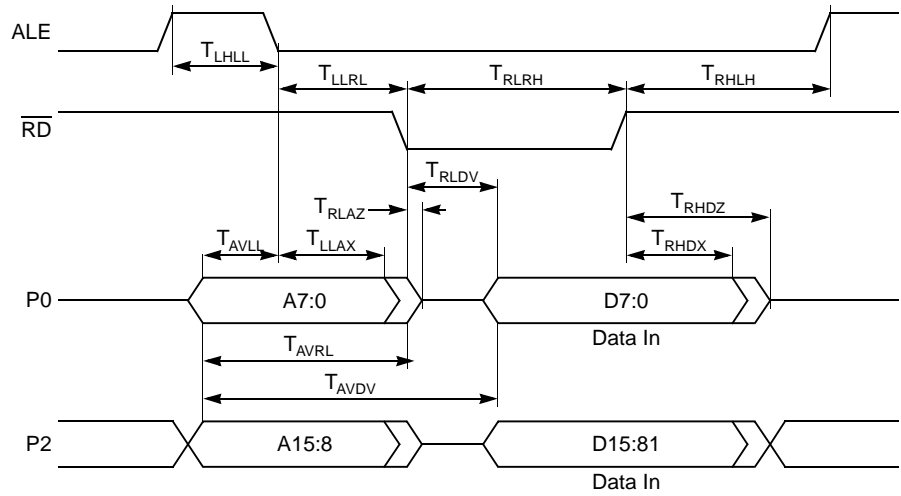 ALE
TLHLL
TLLRL
TRLRH
TRHLH
RD
TRLDV
TRLAZ
TRHDZ
TAVLL
TLLAX
TRHDX
P0
A7:0
D7:0
Data In
TAVRL
TAVDV
P2
A15:8
D15:81
Data In